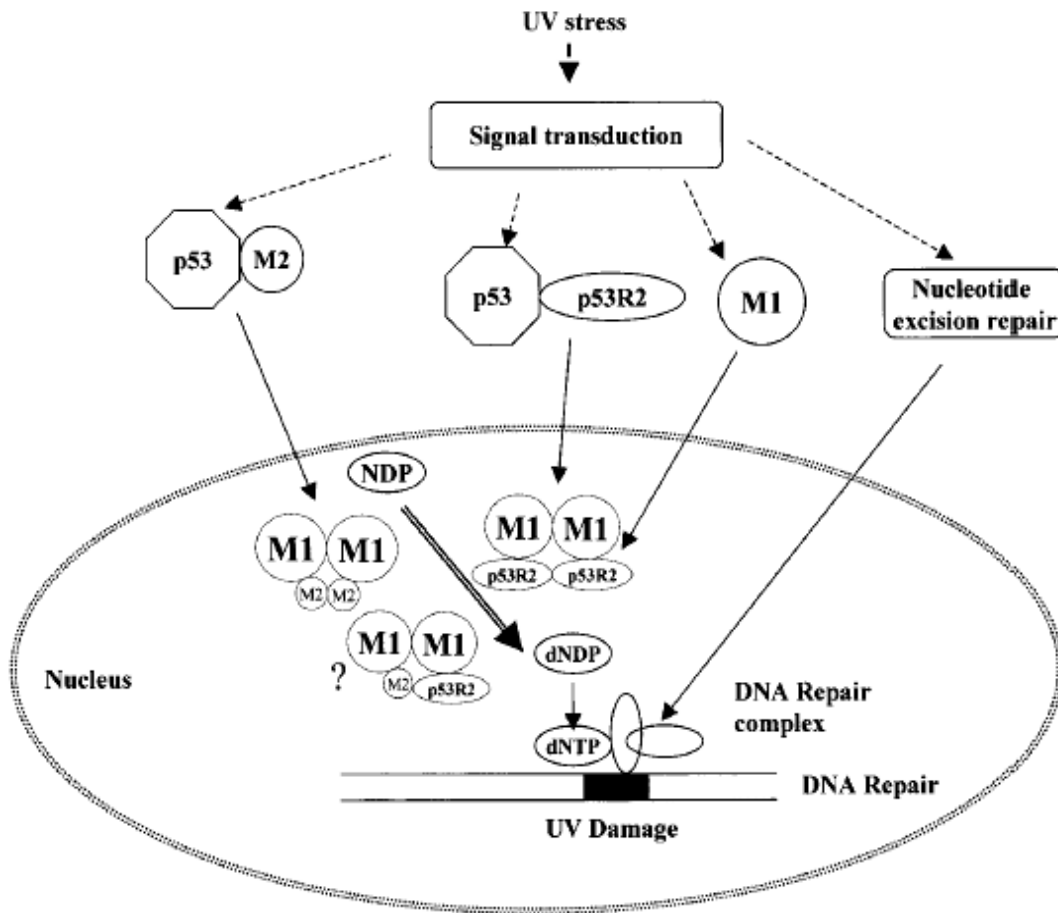 UV stress
Signal transduction
p53
M2
p53
p53R2
M1
Nucleotide
excision repair
NDP
M1
M1
M2
M2
M1
M1
p53R2
p53R2
M1
M1
M2
p53R2
?
Nucleus
dNDP
dNTP
DNA Repair
complex
DNA Repair
UV Damage